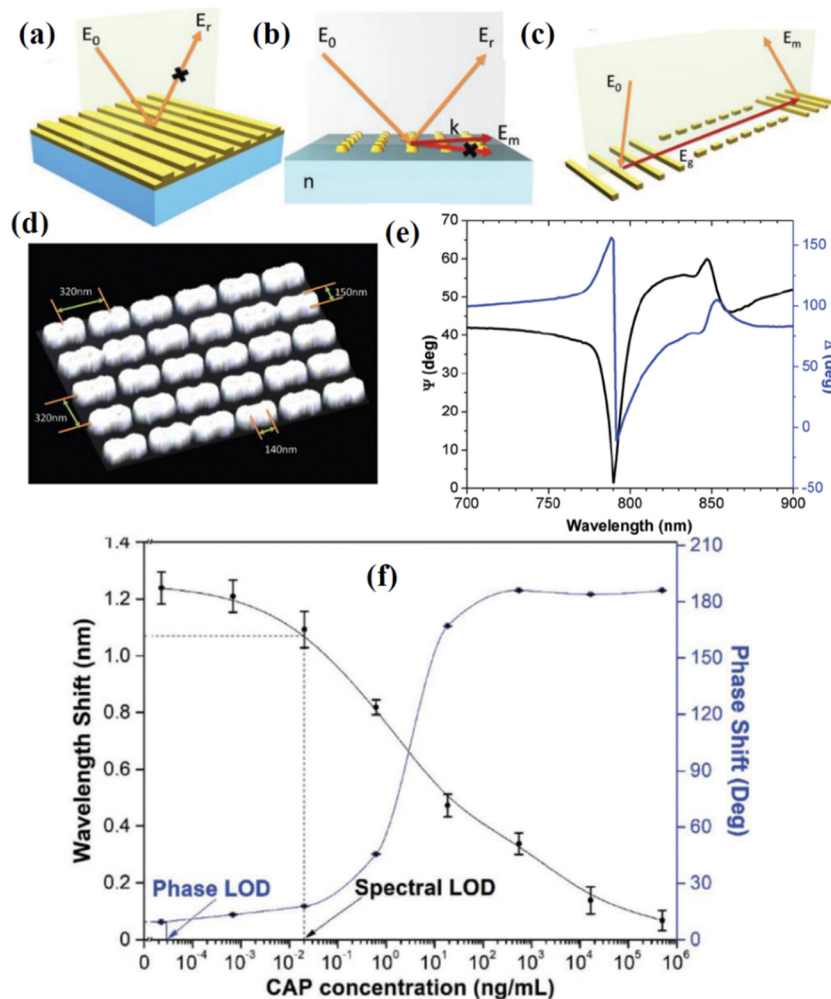 (a)
E₀
Eᵣ
(b)
E₀
Eᵣ
k
Eₘ
n
(c)
E₀
Eₘ
E_g
(d)
320nm
150nm
320nm
140nm
(e)
70
60
50
40
30
20
10
0
Ψ (deg)
150
100
50
0
-50
(deg)
700 750 800 850 900
Wavelength (nm)
(f)
1.4
1.2
1.0
0.8
0.6
0.4
0.2
0
Wavelength Shift (nm)
210
180
150
120
90
60
30
0
Phase Shift (Deg)
Phase LOD
Spectral LOD
0 10⁻⁴ 10⁻³ 10⁻² 10⁻¹ 10⁰ 10¹ 10² 10³ 10⁴ 10⁵ 10⁶
CAP concentration (ng/mL)